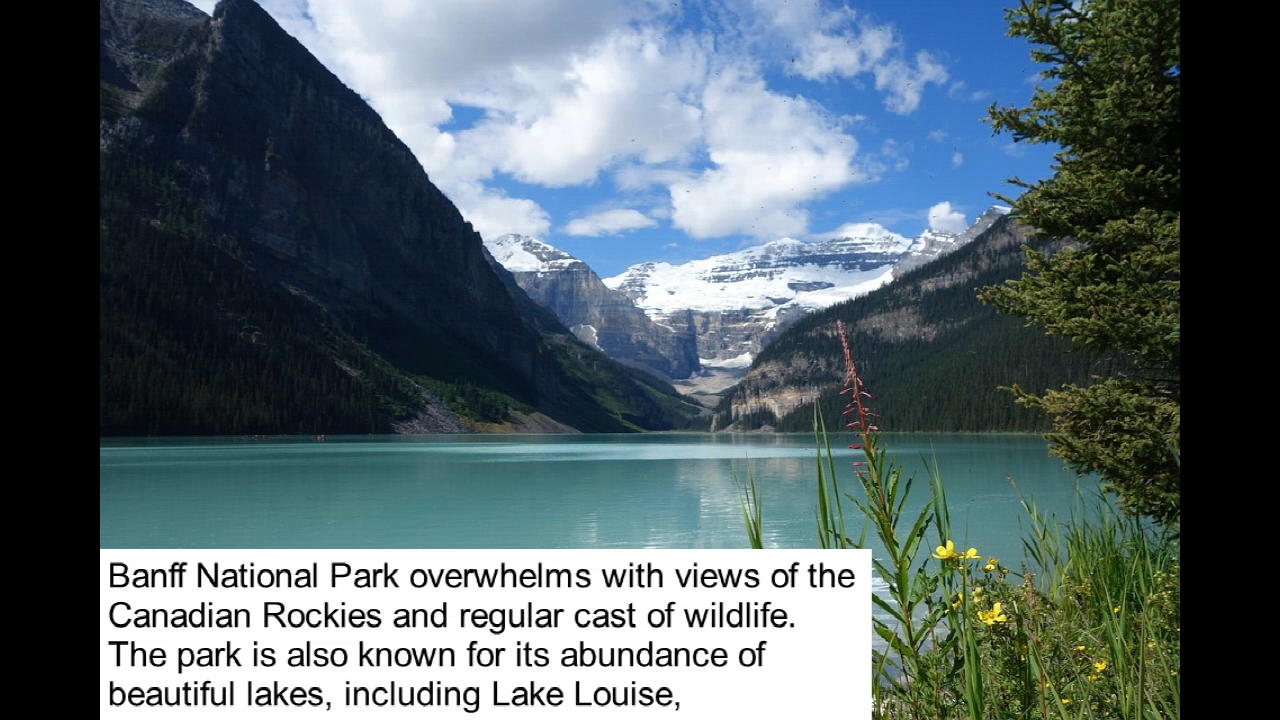 Banff National Park overwhelms with views of the
Canadian Rockies and regular cast of wildlife.
The park is also known for its abundance of
beautiful lakes, including Lake Louise,